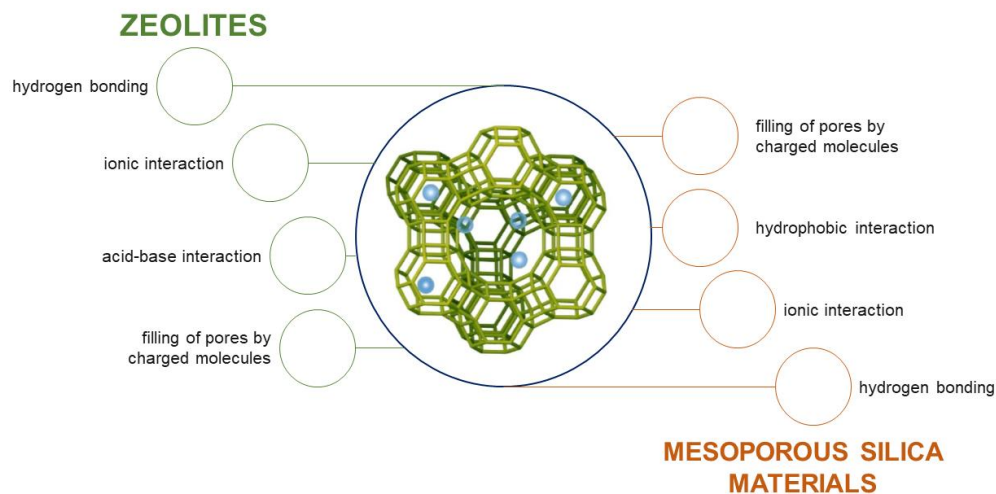 ZEOLITES
hydrogen bonding
ionic interaction
acid-base interaction
filling of pores by
charged molecules
filling of pores by
charged molecules
hydrophobic interaction
ionic interaction
hydrogen bonding
MESOPOROUS SILICA
MATERIALS